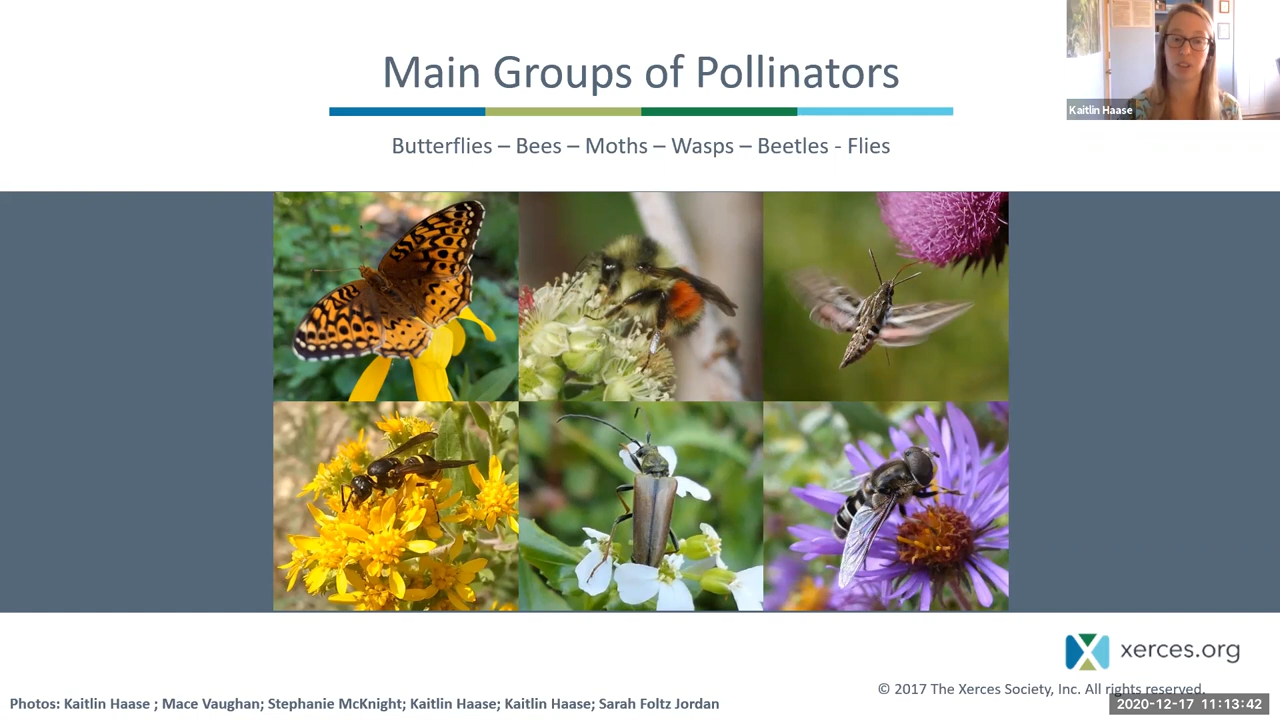 Main Groups of Pollinators
Kaitlin Haase
Butterflies – Bees – Moths – Wasps – Beetles - Flies
xerces.org
© 2017 The Xerces Society, Inc. All rights reserved.
Photos: Kaitlin Haase ; Mace Vaughan; Stephanie McKnight; Kaitlin Haase; Kaitlin Haase; Sarah Foltz Jordan
2020-12-17 11:13:42